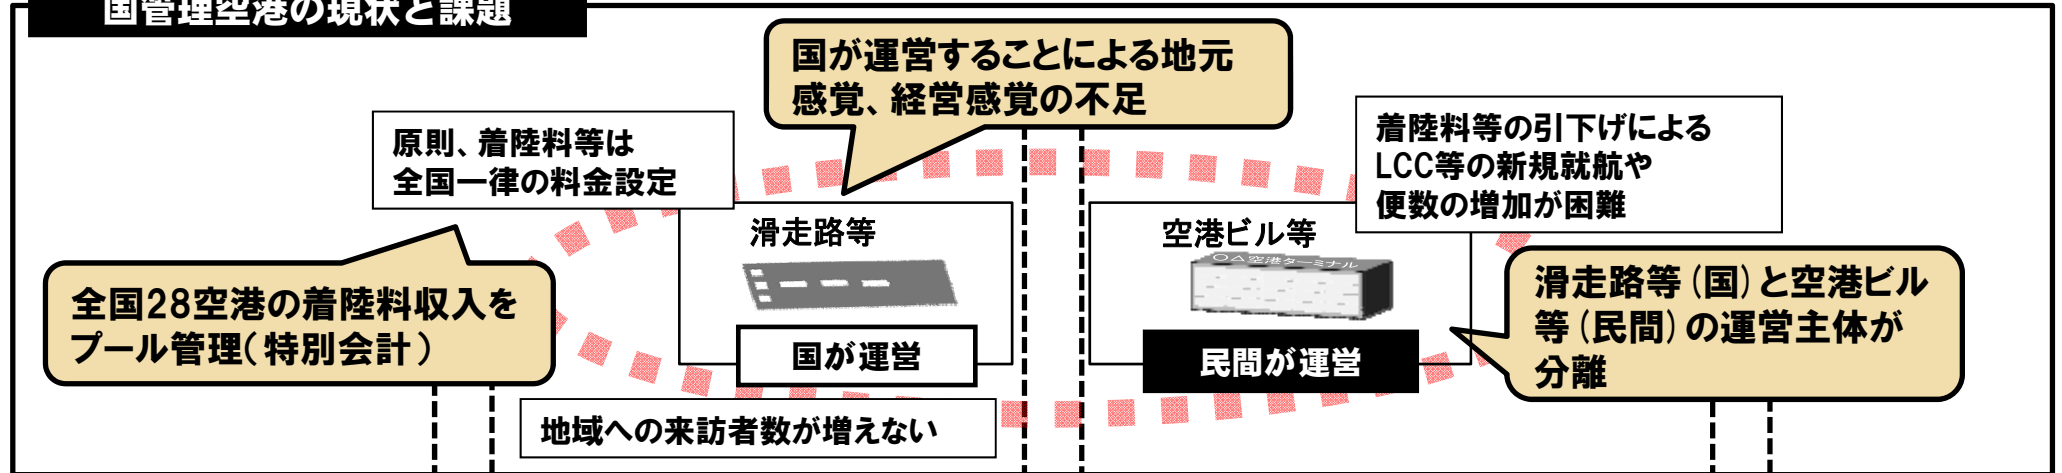 国管理空港の現状と課題
国が運営することによる地元
感覚、経営感覚の不足
原則、着陸料等は
全国一律の料金設定
着陸料等の引下げによる
LCC等の新規就航や
便数の増加が困難
滑走路等
空港ビル等
○△空港ターミナル
全国28空港の着陸料収入を
プール管理(特別会計)
滑走路等(国)と空港ビル
等(民間)の運営主体が
分離
国が運営
民間が運営
地域への来訪者数が増えない